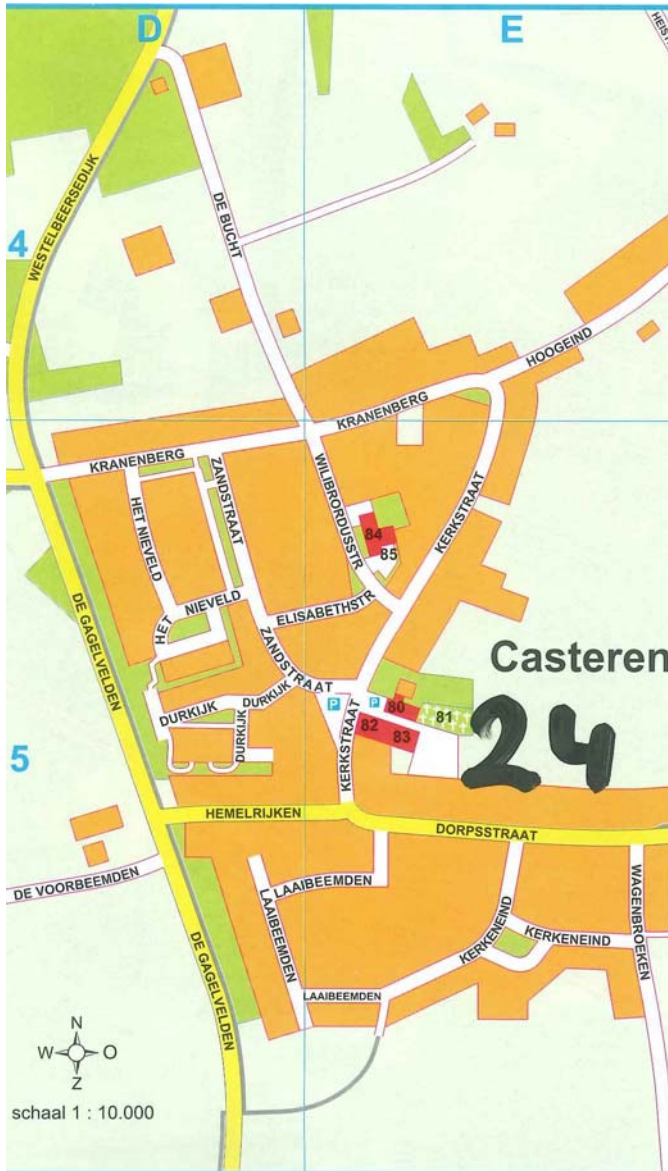 D
E
HEIST
WESTELBEERSEDIJK
DE BUCHT
4
HOOGEIND
KRANENBERG
KRANENBERG
ZANDSTRAAT
WILIBRORDUSSTR
KERKSTRAAT
HET NIEVELD
84
85
HET NIEVELD
ELISABETHSTR
DE GAGELVELDEN
ZANDSTRAAT
Casteren
DURKIJK
DURKIJK
DURKIJK
P
P
80
81
82
83
24
KERKSTRAAT
5
HEMELRIJKEN
DORPSSTRAAT
DE VOORBEEMDEN
LAAIBEEMDEN
LAAIBEEMDEN
WAGENBROEKEN
KERKENEIND
KERKENEIND
DE GAGELVELDEN
LAAIBEEMDEN
N
W
O
Z
schaal 1 : 10.000